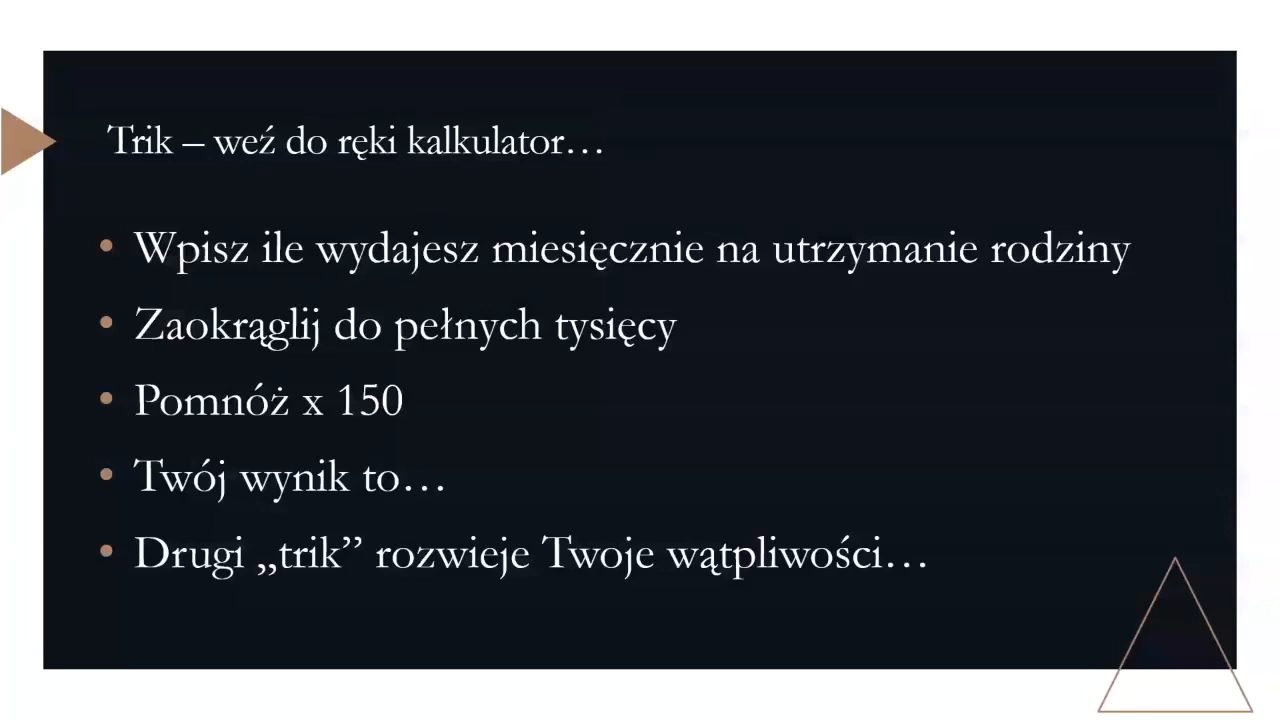 Trik – weź do ręki kalkulator…
• Wpisz ile wydajesz miesięcznie na utrzymanie rodziny
• Zaokrąglij do pełnych tysięcy
• Pomnóż x 150
• Twój wynik to…
• Drugi „trik” rozwieje Twoje wątpliwości…